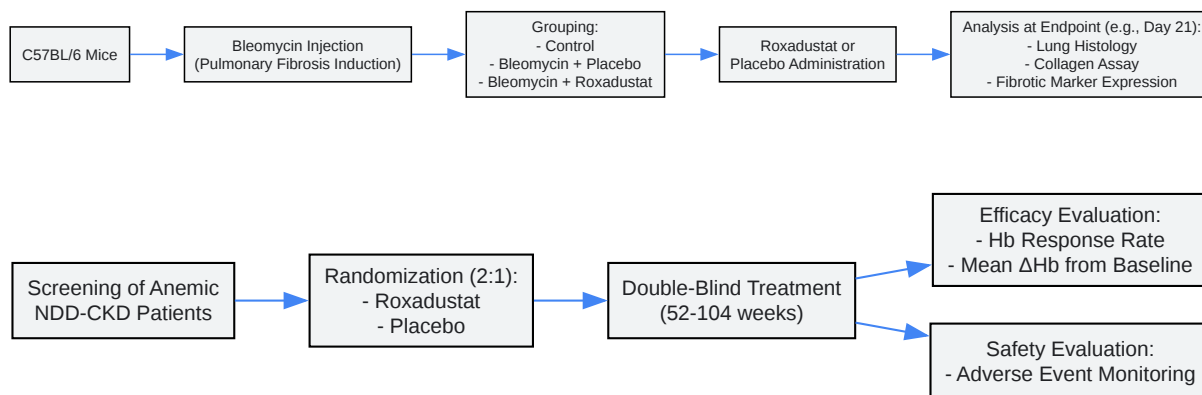 C57BL/6 Mice
Bleomycin Injection
(Pulmonary Fibrosis Induction)
Grouping:
- Control
- Bleomycin + Placebo
- Bleomycin + Roxadustat
Roxadustat or
Placebo Administration
Analysis at Endpoint (e.g., Day 21):
- Lung Histology
- Collagen Assay
- Fibrotic Marker Expression
Screening of Anemic
NDD-CKD Patients
Randomization (2:1):
- Roxadustat
- Placebo
Double-Blind Treatment
(52-104 weeks)
Efficacy Evaluation:
- Hb Response Rate
- Mean ΔHb from Baseline
Safety Evaluation:
- Adverse Event Monitoring